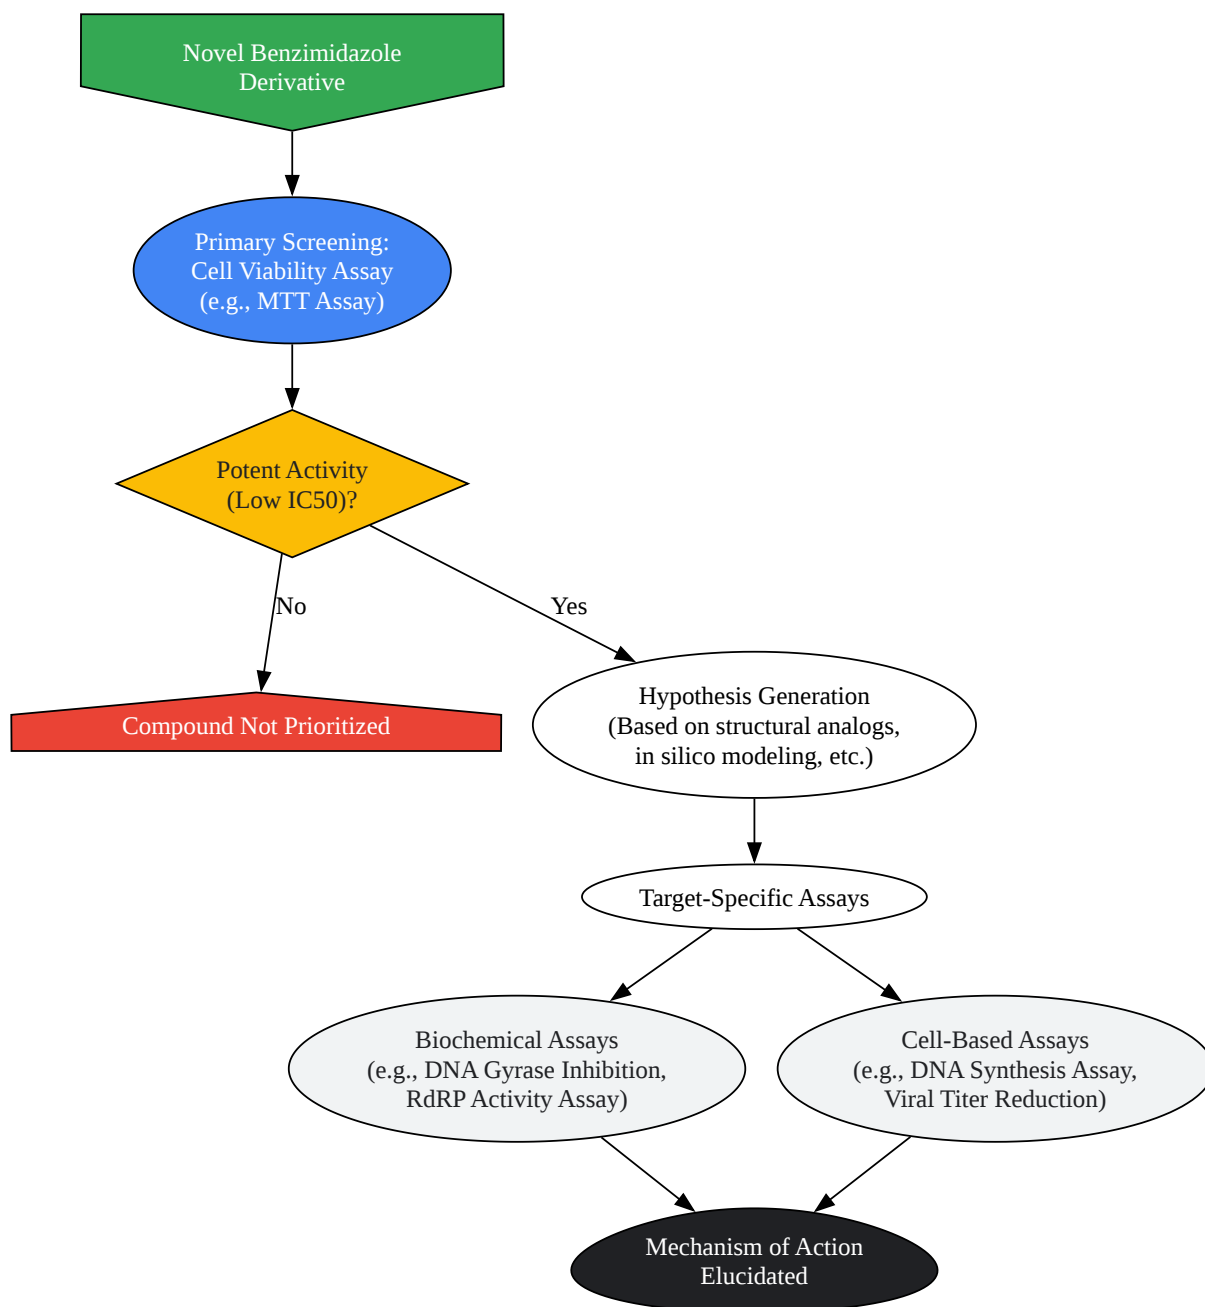 Novel Benzimidazole
Derivative
Primary Screening:
Cell Viability Assay
(e.g., MTT Assay)
Potent Activity
(Low IC50)?
No
Yes
Compound Not Prioritized
Hypothesis Generation
(Based on structural analogs,
in silico modeling, etc.)
Target-Specific Assays
Biochemical Assays
(e.g., DNA Gyrase Inhibition,
RdRP Activity Assay)
Cell-Based Assays
(e.g., DNA Synthesis Assay,
Viral Titer Reduction)
Mechanism of Action
Elucidated